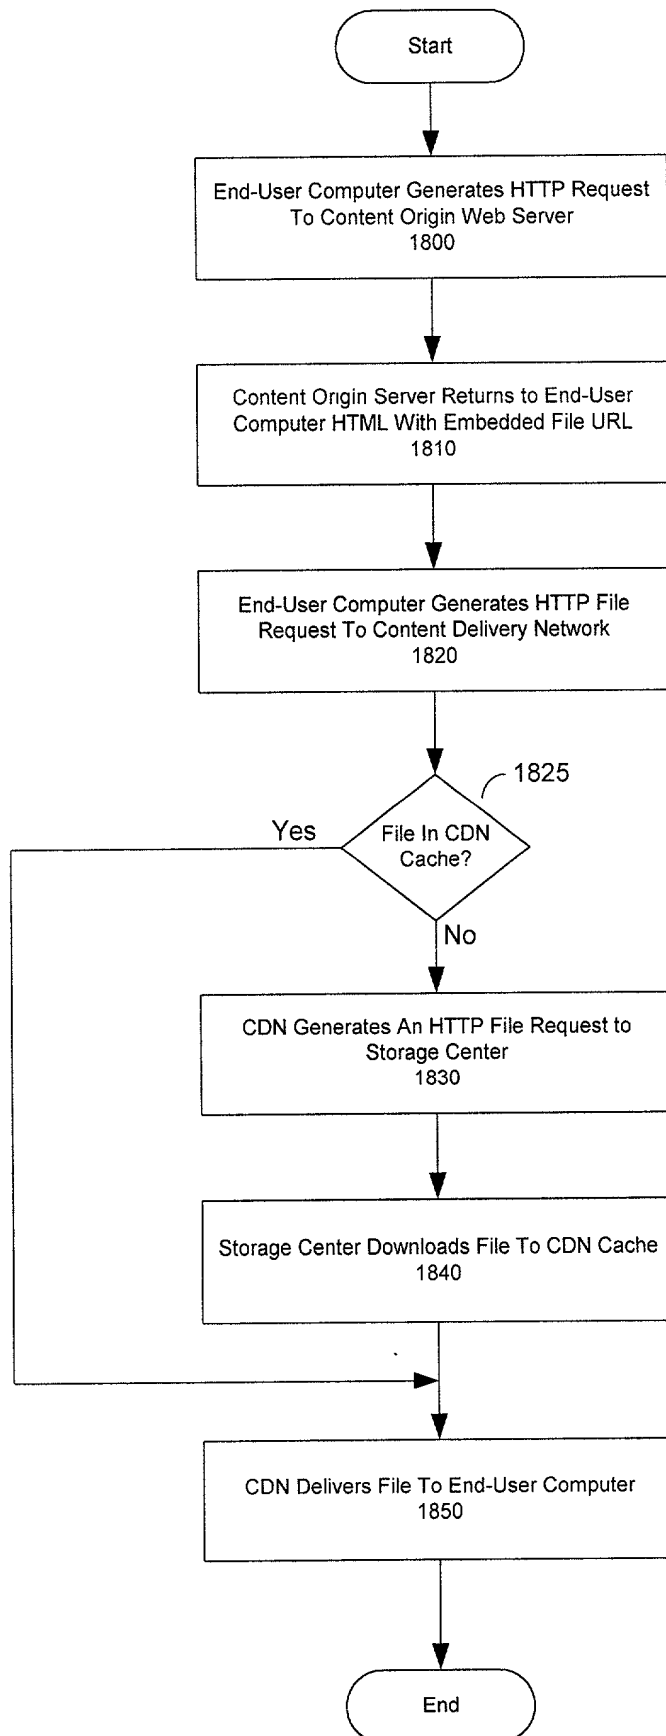 Start
End-User Computer Generates HTTP Request
To Content Origin Web Server
1800
Content Origin Server Returns to End-User
Computer HTML With Embedded File URL
1810
End-User Computer Generates HTTP File
Request To Content Delivery Network
1820
1825
Yes
File In CDN
Cache?
No
CDN Generates An HTTP File Request to
Storage Center
1830
Storage Center Downloads File To CDN Cache
1840
CDN Delivers File To End-User Computer
1850
End